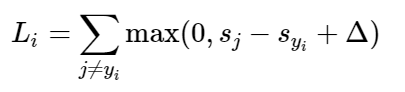 L_i = \sum_{j \neq y_i} \max(0, s_j - s_{y_i} + \Delta)